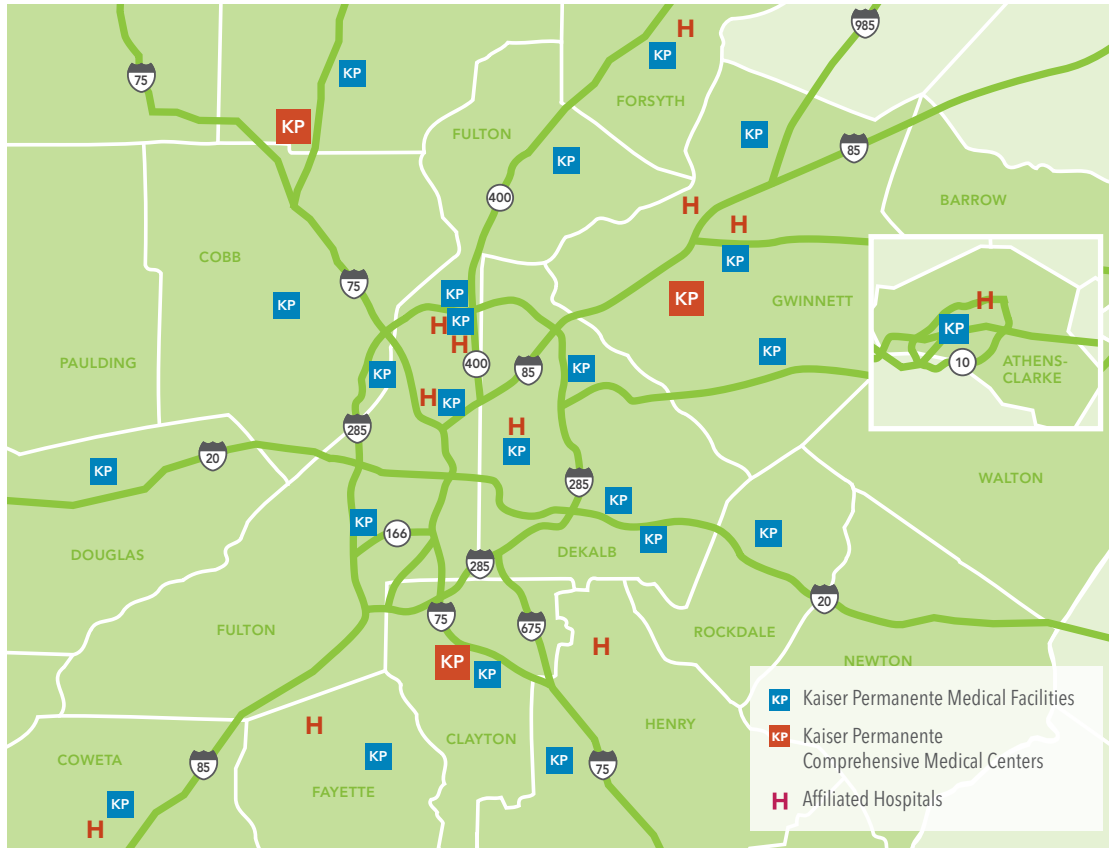 985
H
KP
KP
75
FORSYTH
KP
FULTON
KP
85
KP
400
BARROW
H
H
COBB
KP
75
KP
KP
GWINNETT
H
KP
KP
H
KP
10
ATHENS-
CLARKE
H
H
KP
PAULDING
400
85
KP
KP
H
KP
285
H
KP
20
KP
WALTON
285
KP
KP
166
KP
KP
DOUGLAS
DEKALB
285
20
75
675
FULTON
ROCKDALE
H
KP
KP
NEWTON
H
CLAYTON
HENRY
COWETA
85
FAYETTE
KP
KP
75
KP
H
KP Kaiser Permanente Medical Facilities
KP Kaiser Permanente
Comprehensive Medical Centers
H Affiliated Hospitals